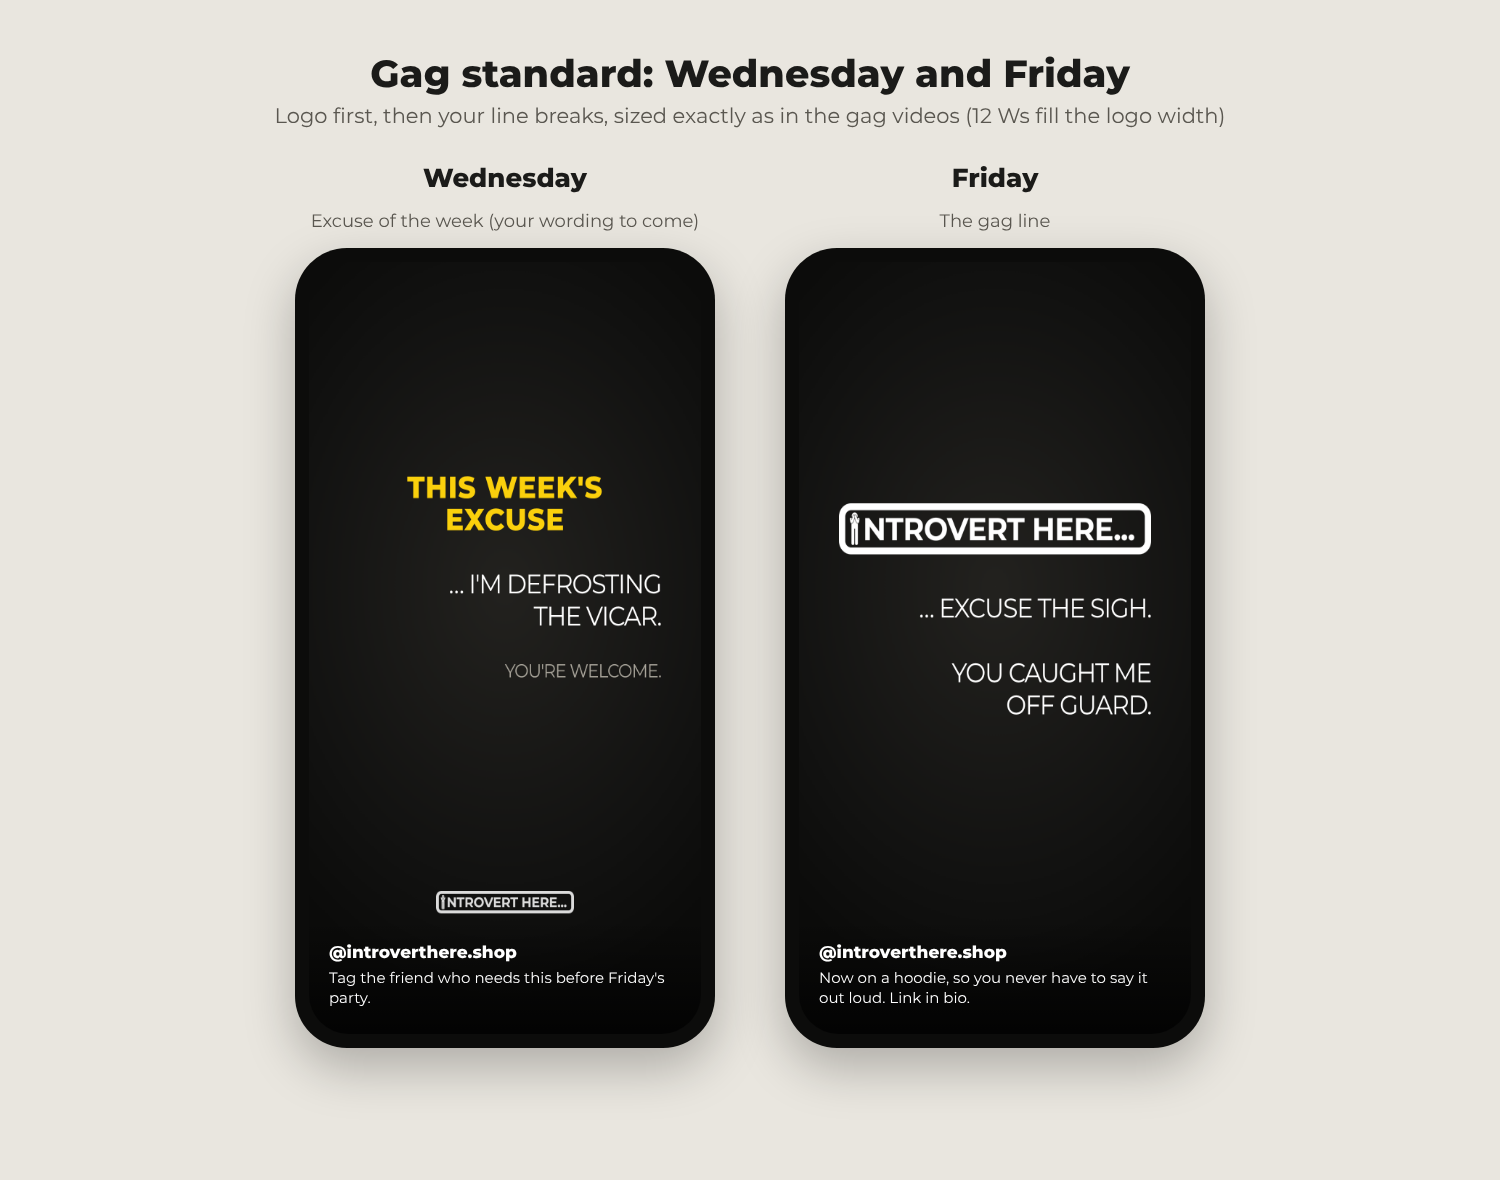 Gag standard: Wednesday and Friday
Logo first, then your line breaks, sized exactly as in the gag videos (12 Ws fill the logo width)
Wednesday
Excuse of the week (your wording to come)
THIS WEEK'S
EXCUSE
... I'M DEFROSTING
THE VICAR.
YOU'RE WELCOME.
INTROVERT HERE...
@introverthere.shop
Tag the friend who needs this before Friday's
party.
Friday
The gag line
INTROVERT HERE...
... EXCUSE THE SIGH.
YOU CAUGHT ME
OFF GUARD.
@introverthere.shop
Now on a hoodie, so you never have to say it
out loud. Link in bio.